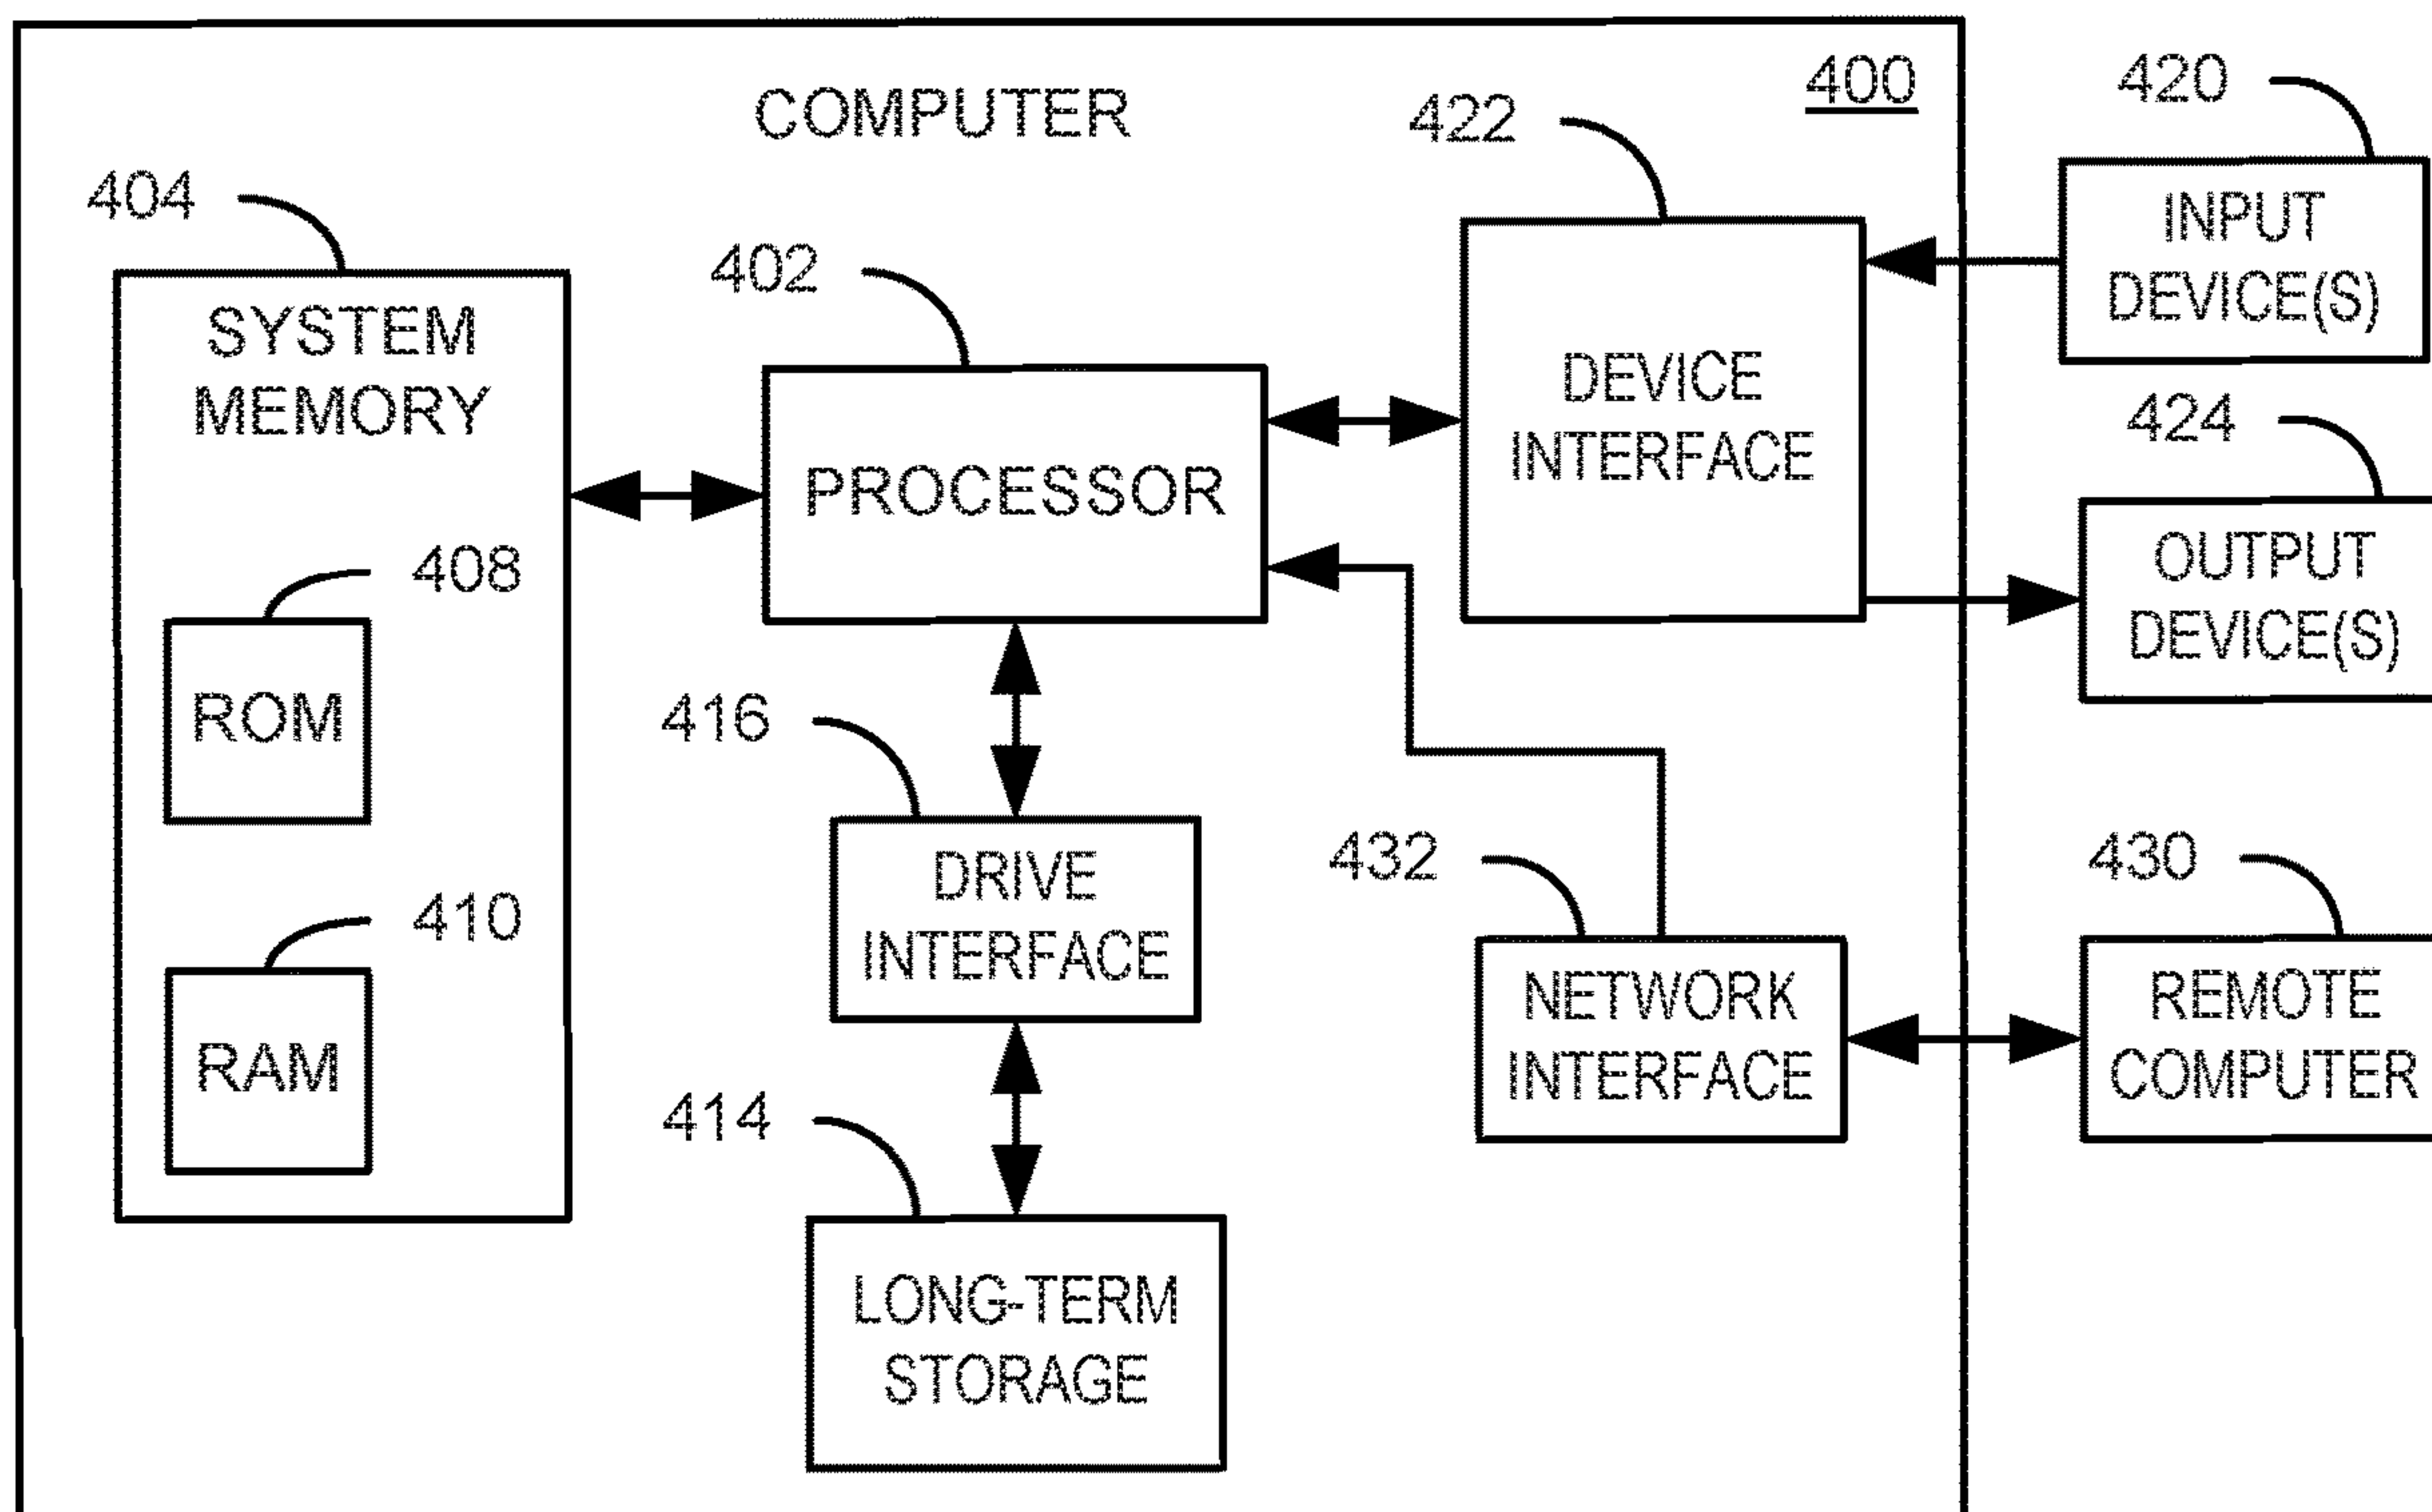 COMPUTER
400
404
SYSTEM
MEMORY
408
ROM
410
RAM
402
PROCESSOR
416
DRIVE
INTERFACE
414
LONG-TERM
STORAGE
422
DEVICE
INTERFACE
432
NETWORK
INTERFACE
420
INPUT
DEVICE(S)
424
OUTPUT
DEVICE(S)
430
REMOTE
COMPUTER